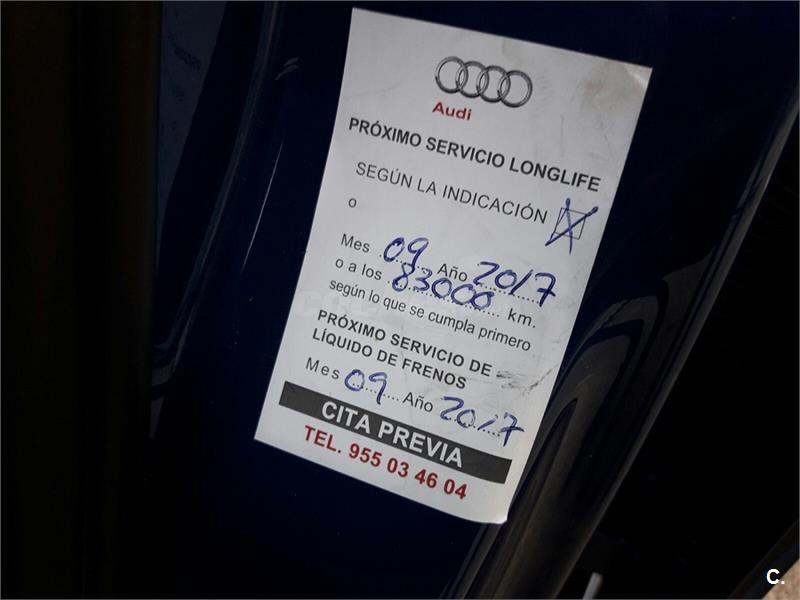 Audi
PRÓXIMO SERVICIO LONGLIFE
SEGÚN LA INDICACIÓN
o
Mes 09 Año 2017
o a los 83000 km.
según lo que se cumpla primero
PRÓXIMO SERVICIO DE
LÍQUIDO DE FRENOS
Mes 09 Año 2017
CITA PREVIA
TEL. 955 03 46 04
C.